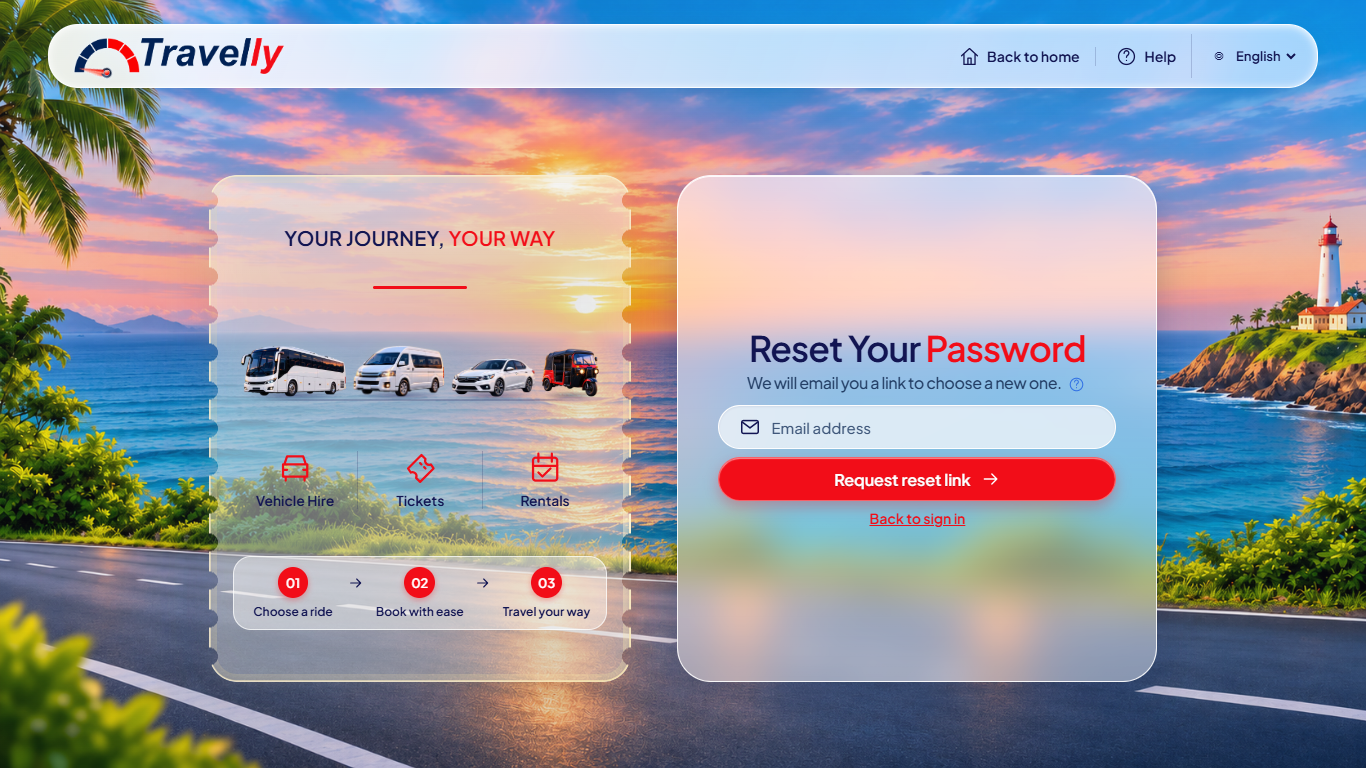 Travelly
Back to home
Help
English
YOUR JOURNEY, YOUR WAY
Vehicle Hire
Tickets
Rentals
01
02
03
Choose a ride
Book with ease
Travel your way
Reset Your Password
We will email you a link to choose a new one.
Email address
Request reset link
Back to sign in